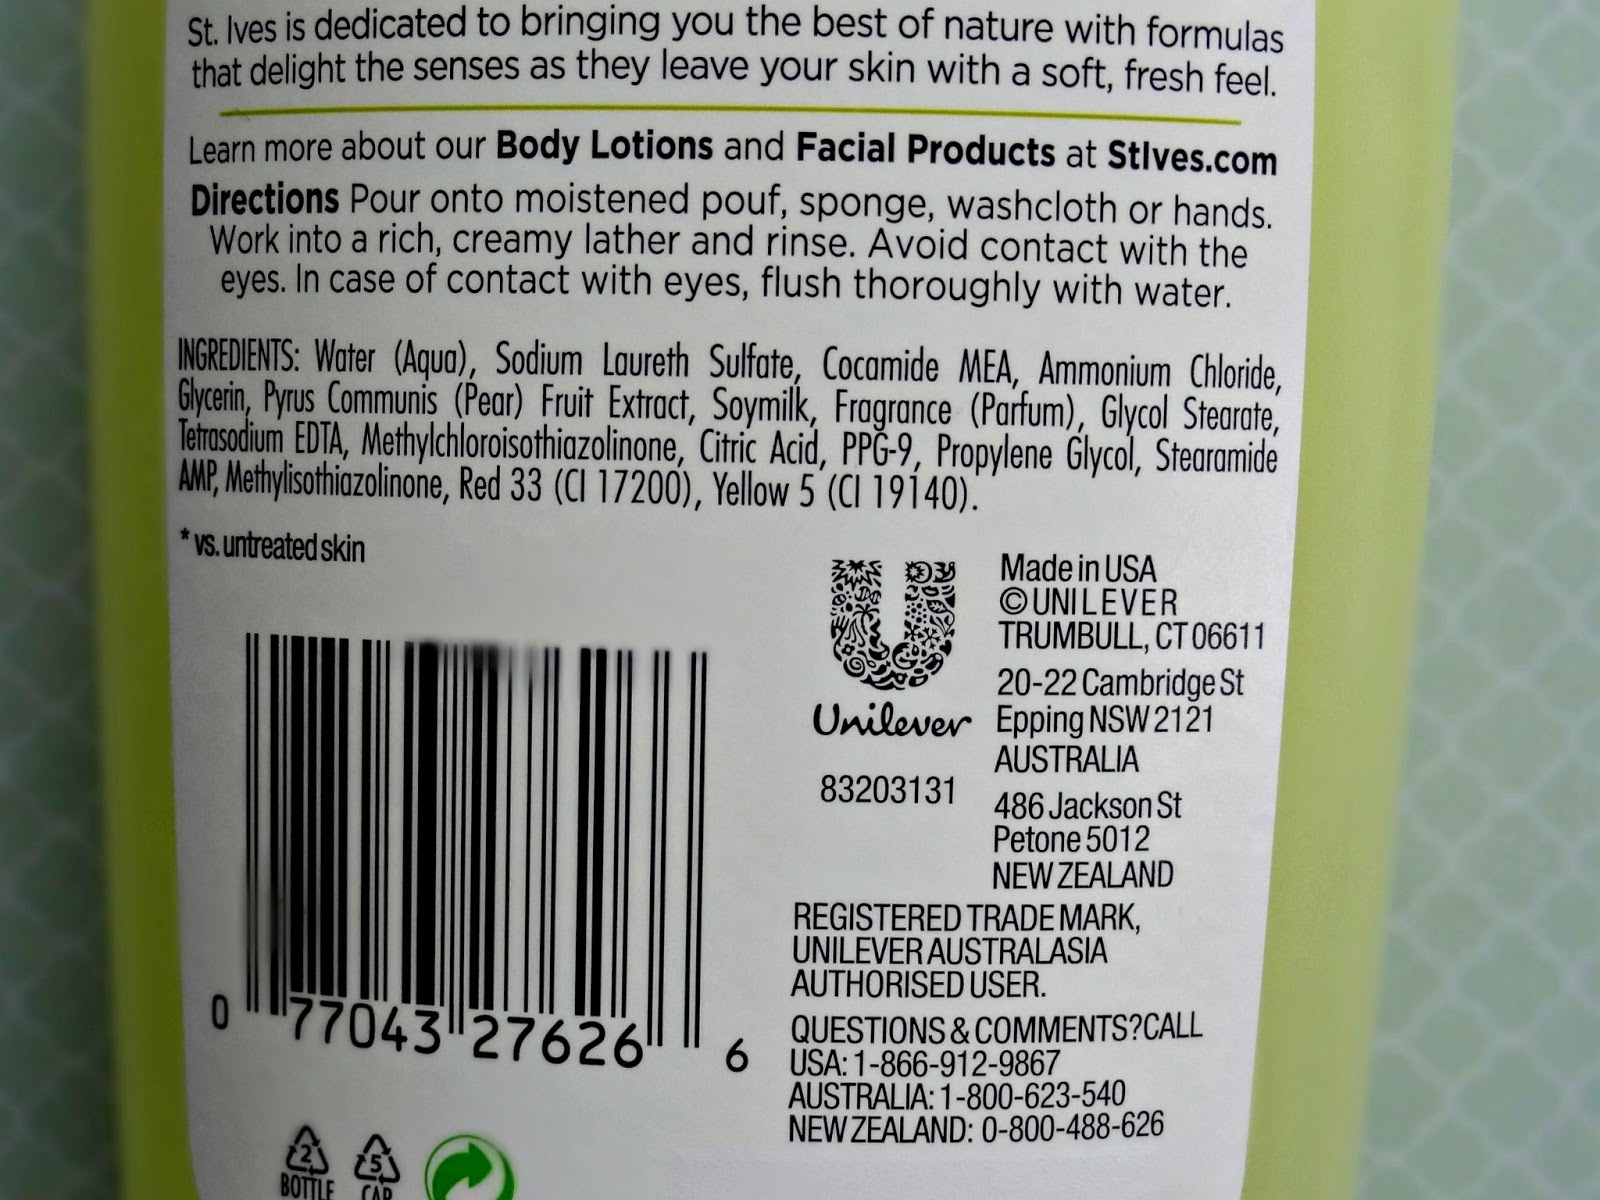 St. Ives is dedicated to bringing you the best of nature with formulas
that delight the senses as they leave your skin with a soft, fresh feel.
Learn more about our Body Lotions and Facial Products at StIves.com
Directions Pour onto moistened pouf, sponge, washcloth or hands.
Work into a rich, creamy lather and rinse. Avoid contact with the
eyes. In case of contact with eyes, flush thoroughly with water.
INGREDIENTS: Water (Aqua), Sodium Laureth Sulfate, Cocamide MEA, Ammonium Chloride,
Glycerin, Pyrus Communis (Pear) Fruit Extract, Soymilk, Fragrance (Parfum), Glycol Stearate,
Tetrasodium EDTA, Methylchloroisothiazolinone, Citric Acid, PPG-9, Propylene Glycol, Stearamide
AMP, Methylisothiazolinone, Red 33 (CI 17200), Yellow 5 (CI 19140).
* vs. untreated skin
Unilever
83203131
Made in USA
© UNILEVER
TRUMBULL, CT 06611
20-22 Cambridge St
Epping NSW 2121
AUSTRALIA
486 Jackson St
Petone 5012
NEW ZEALAND
REGISTERED TRADE MARK,
UNILEVER AUSTRALASIA
AUTHORISED USER.
QUESTIONS & COMMENTS? CALL
USA: 1-866-912-9867
AUSTRALIA: 1-800-623-540
NEW ZEALAND: 0-800-488-626
0 77043 27626 6
2 5
BOTTLE CAP